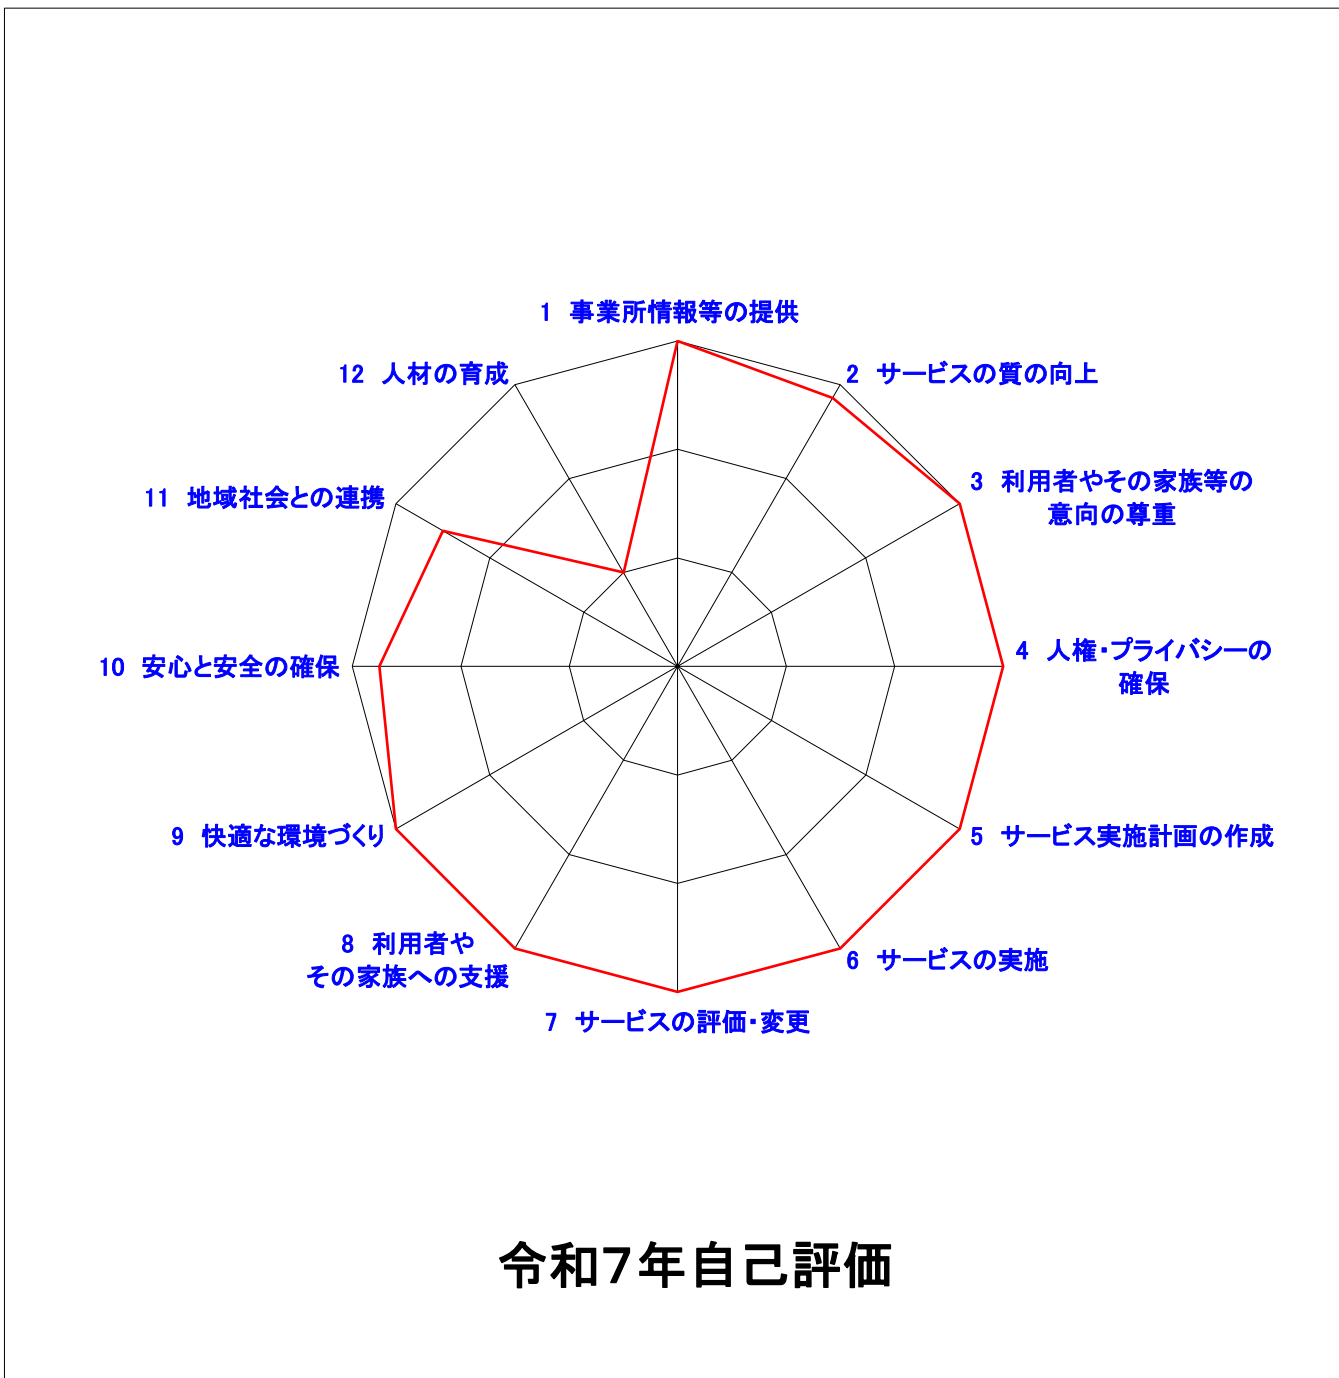 1 事業所情報等の提供
2 サービスの質の向上
3 利用者やその家族等の
意向の尊重
4 人権・プライバシーの
確保
5 サービス実施計画の作成
6 サービスの実施
7 サービスの評価・変更
8 利用者や
その家族への支援
9 快適な環境づくり
10 安心と安全の確保
11 地域社会との連携
12 人材の育成
令和7年自己評価